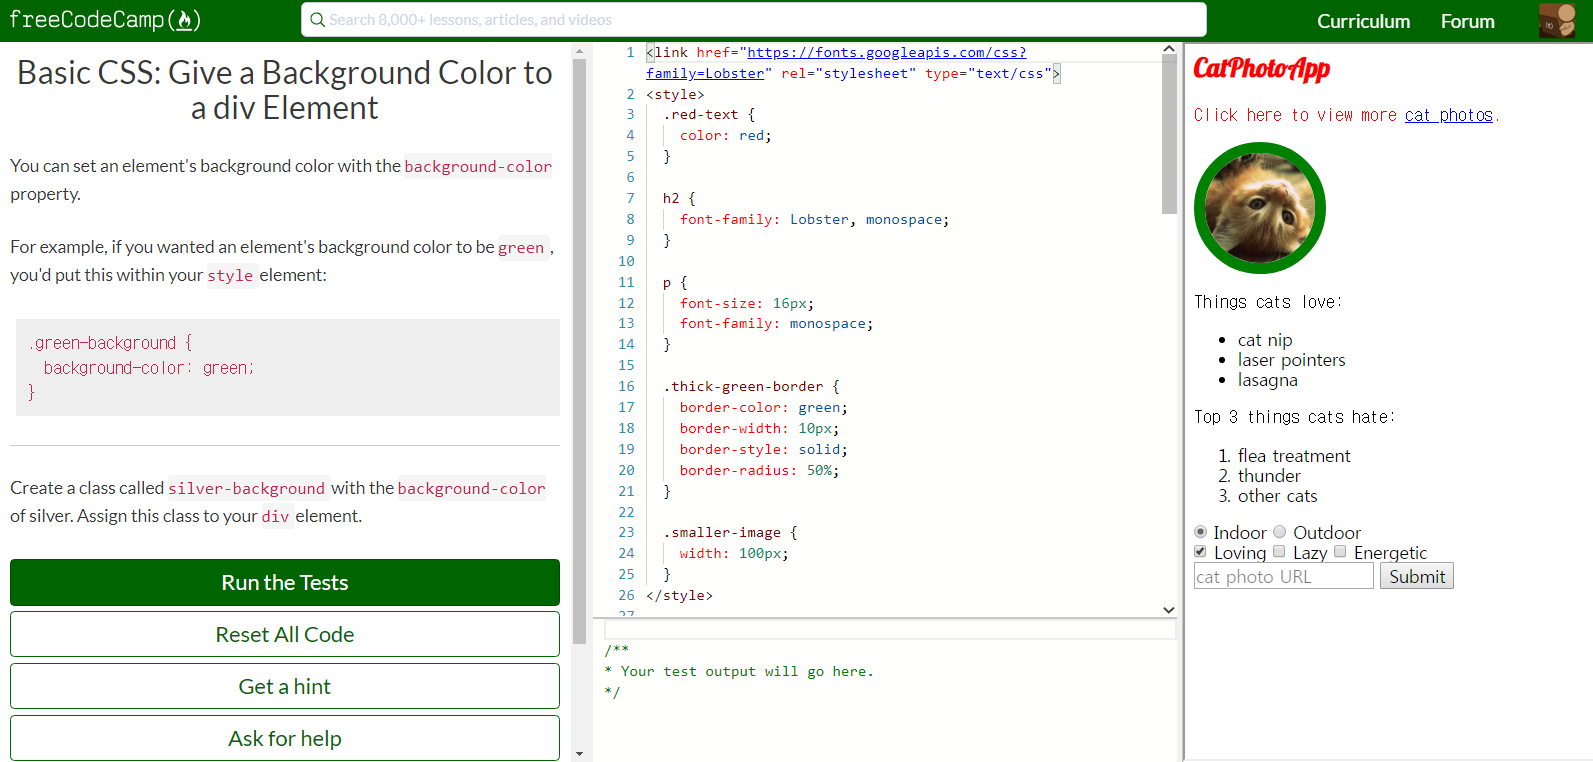 freeCodeCamp(🔥)
Search 8,000+ lessons, articles, and videos
Curriculum
Forum
Basic CSS: Give a Background Color to
a div Element
You can set an element's background color with the background-color
property.
For example, if you wanted an element's background color to be green ,
you'd put this within your style element:
.green-background {
  background-color: green;
}
Create a class called silver-background with the background-color
of silver. Assign this class to your div element.
Run the Tests
Reset All Code
Get a hint
Ask for help
1 <link href="https://fonts.googleapis.com/css?
family=Lobster" rel="stylesheet" type="text/css">
2 <style>
3   .red-text {
4     color: red;
5   }
6
7   h2 {
8     font-family: Lobster, monospace;
9   }
10
11   p {
12     font-size: 16px;
13     font-family: monospace;
14   }
15
16   .thick-green-border {
17     border-color: green;
18     border-width: 10px;
19     border-style: solid;
20     border-radius: 50%;
21   }
22
23   .smaller-image {
24     width: 100px;
25   }
26 </style>
27
/**
* Your test output will go here.
*/
CatPhotoApp
Click here to view more cat photos.
Things cats love:
• cat nip
• laser pointers
• lasagna
Top 3 things cats hate:
1. flea treatment
2. thunder
3. other cats
Indoor Outdoor
Loving Lazy Energetic
cat photo URL Submit